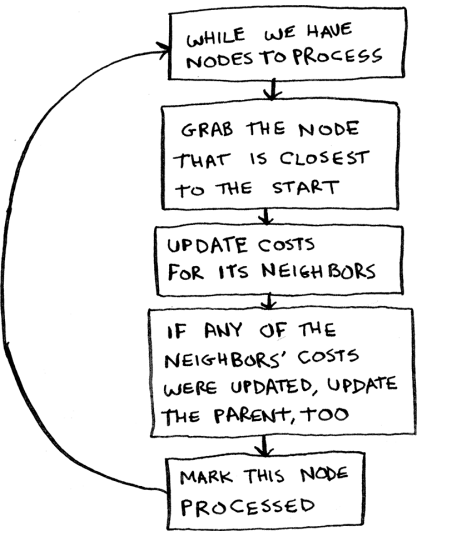 WHILE WE HAVE
NODES TO PROCESS
GRAB THE NODE
THAT IS CLOSEST
TO THE START
UPDATE COSTS
FOR ITS NEIGHBORS
IF ANY OF THE
NEIGHBORS' COSTS
WERE UPDATED, UPDATE
THE PARENT, TOO
MARK THIS NODE
PROCESSED